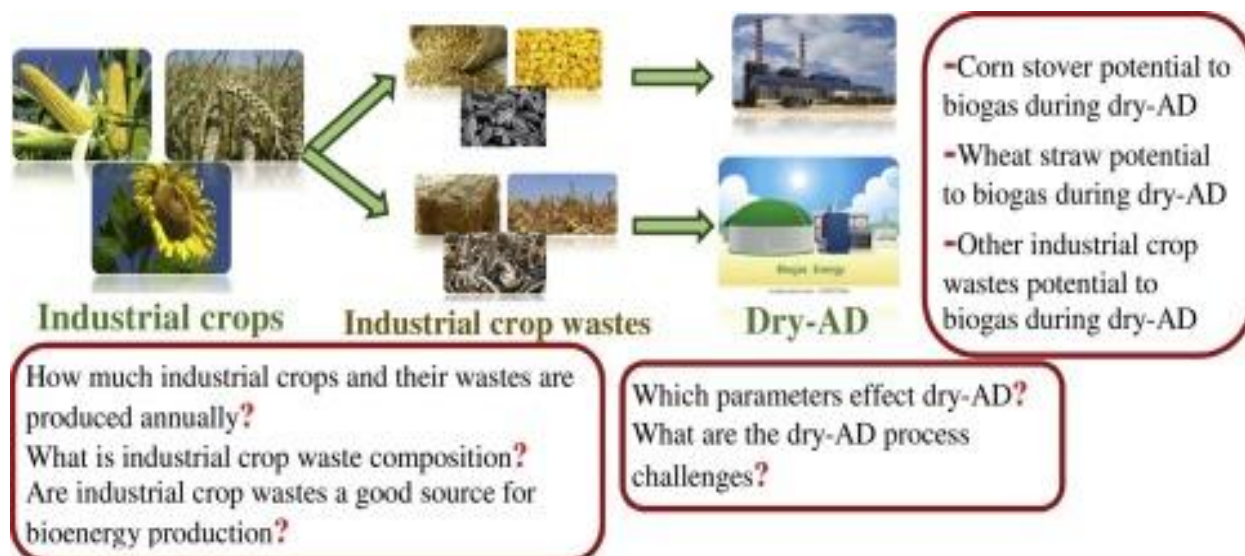 -Corn stover potential to
biogas during dry-AD
-Wheat straw potential
to biogas during dry-AD
-Other industrial crop
wastes potential to
biogas during dry-AD
Biogas Energy
Industrial crops
Industrial crop wastes
Dry-AD
How much industrial crops and their wastes are
produced annually?
What is industrial crop waste composition?
Are industrial crop wastes a good source for
bioenergy production?
Which parameters effect dry-AD?
What are the dry-AD process
challenges?